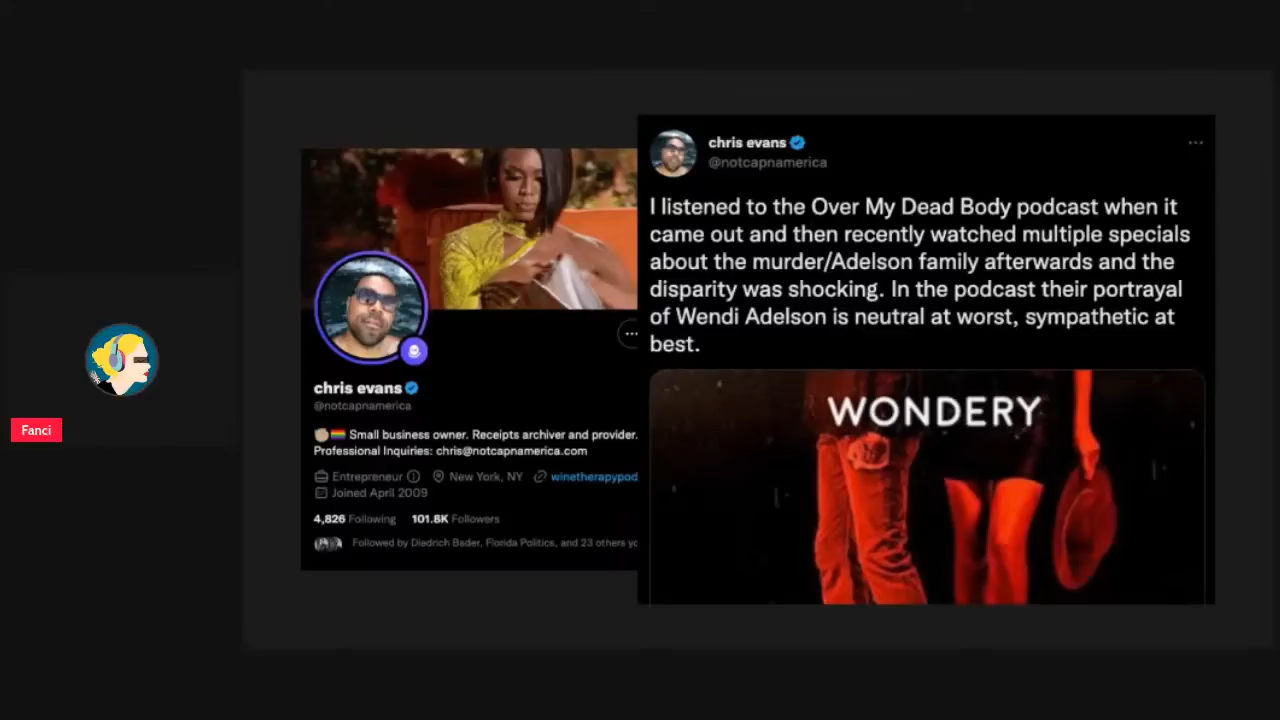 Fanci
chris evans
@notcapnamerica
🏳️‍🌈 Small business owner. Receipts archiver and provider.
Professional Inquiries: chris@notcapnamerica.com
Entrepreneur
New York, NY
winetherapypod
Joined April 2009
4,826 Following 101.8K Followers
Followed by Diedrich Bader, Florida Politics, and 23 others yo
chris evans
@notcapnamerica
I listened to the Over My Dead Body podcast when it
came out and then recently watched multiple specials
about the murder/Adelson family afterwards and the
disparity was shocking. In the podcast their portrayal
of Wendi Adelson is neutral at worst, sympathetic at
best.
WONDERY